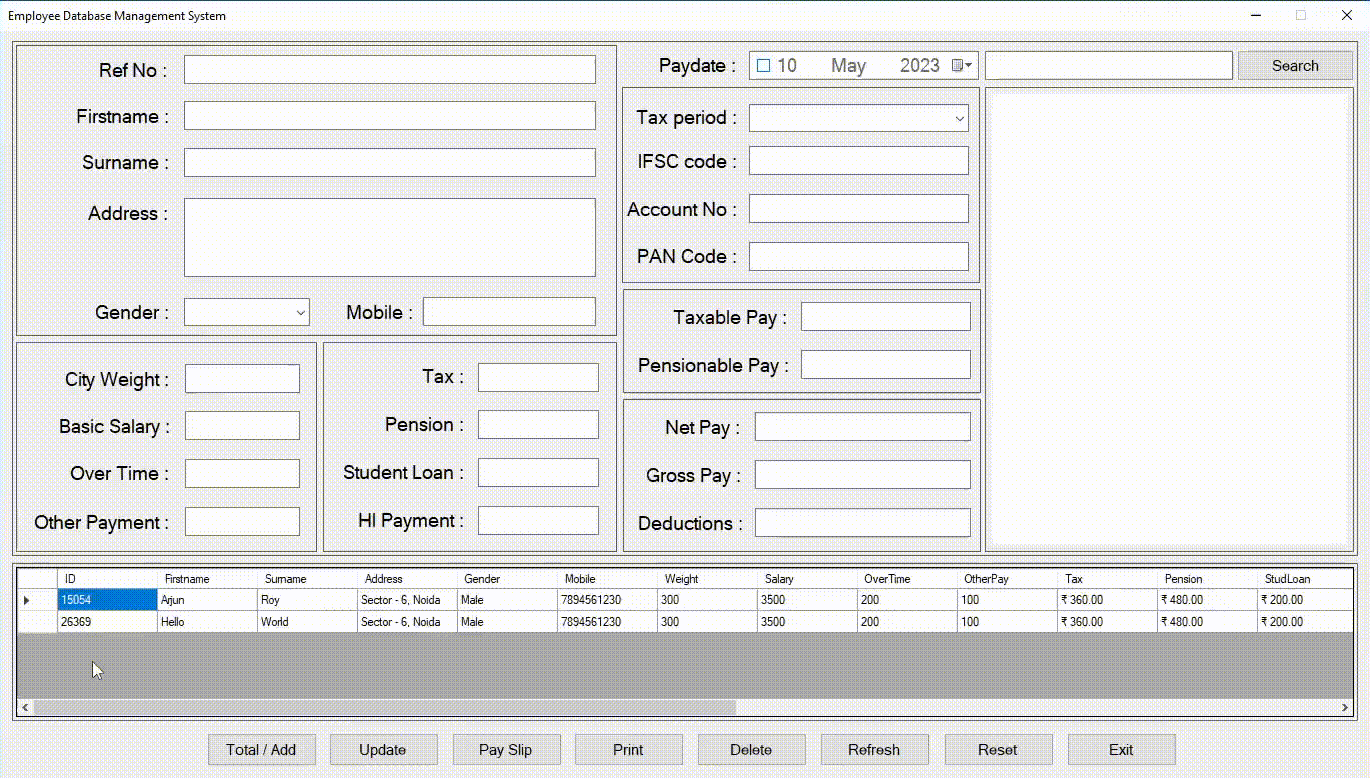 Employee Database Management System
Ref No :
Firstname :
Surname :
Address :
Gender :
Mobile :
Paydate :
10 May 2023
Search
Tax period :
IFSC code :
Account No :
PAN Code :
Taxable Pay :
Pensionable Pay :
City Weight :
Basic Salary :
Over Time :
Other Payment :
Tax :
Pension :
Student Loan :
HI Payment :
Net Pay :
Gross Pay :
Deductions :
ID Firstname Surname Address Gender Mobile Weight Salary OverTime OtherPay Tax Pension StudLoan
15054 Arjun Roy Sector - 6, Noida Male 7894561230 300 3500 200 100 ₹ 360.00 ₹ 480.00 ₹ 200.00
26369 Hello World Sector - 6, Noida Male 7894561230 300 3500 200 100 ₹ 360.00 ₹ 480.00 ₹ 200.00
Total / Add Update Pay Slip Print Delete Refresh Reset Exit